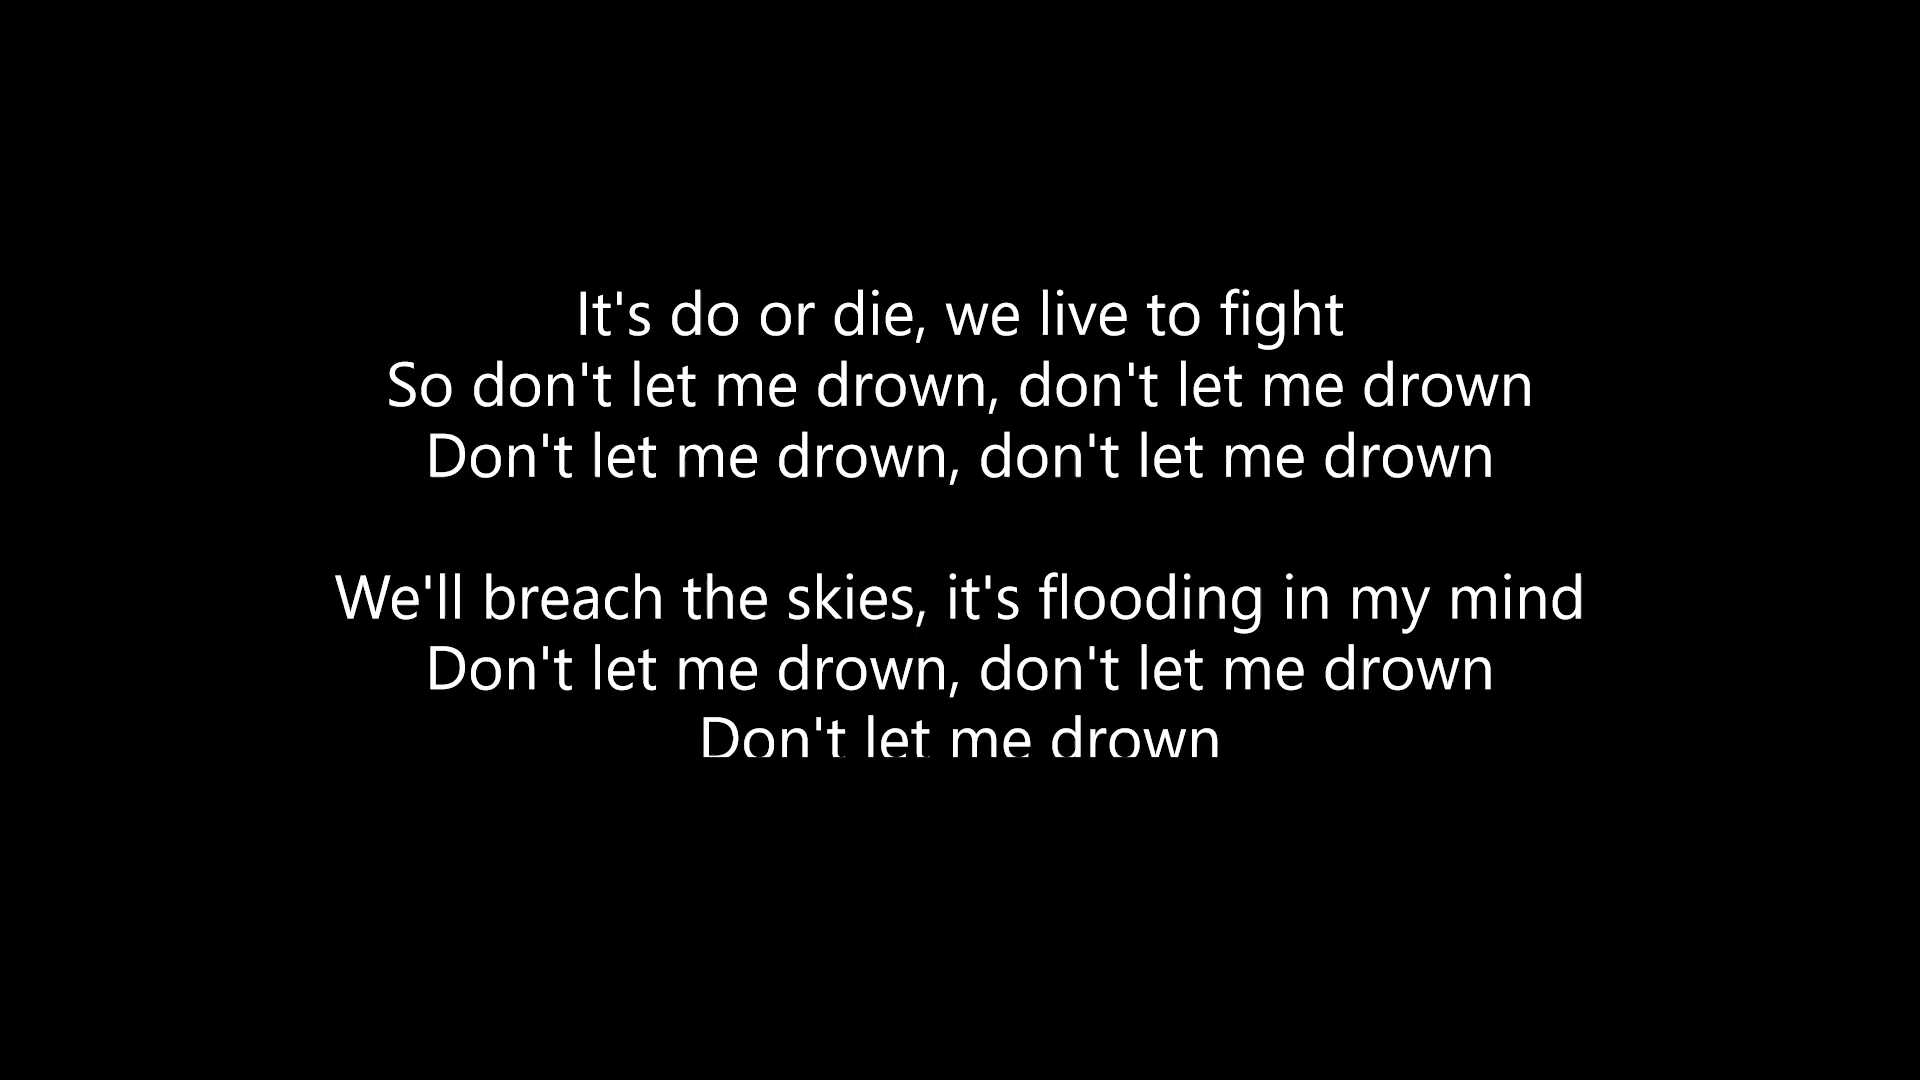 It's do or die, we live to fight
So don't let me drown, don't let me drown
Don't let me drown, don't let me drown
We'll breach the skies, it's flooding in my mind
Don't let me drown, don't let me drown
Don't let me drown